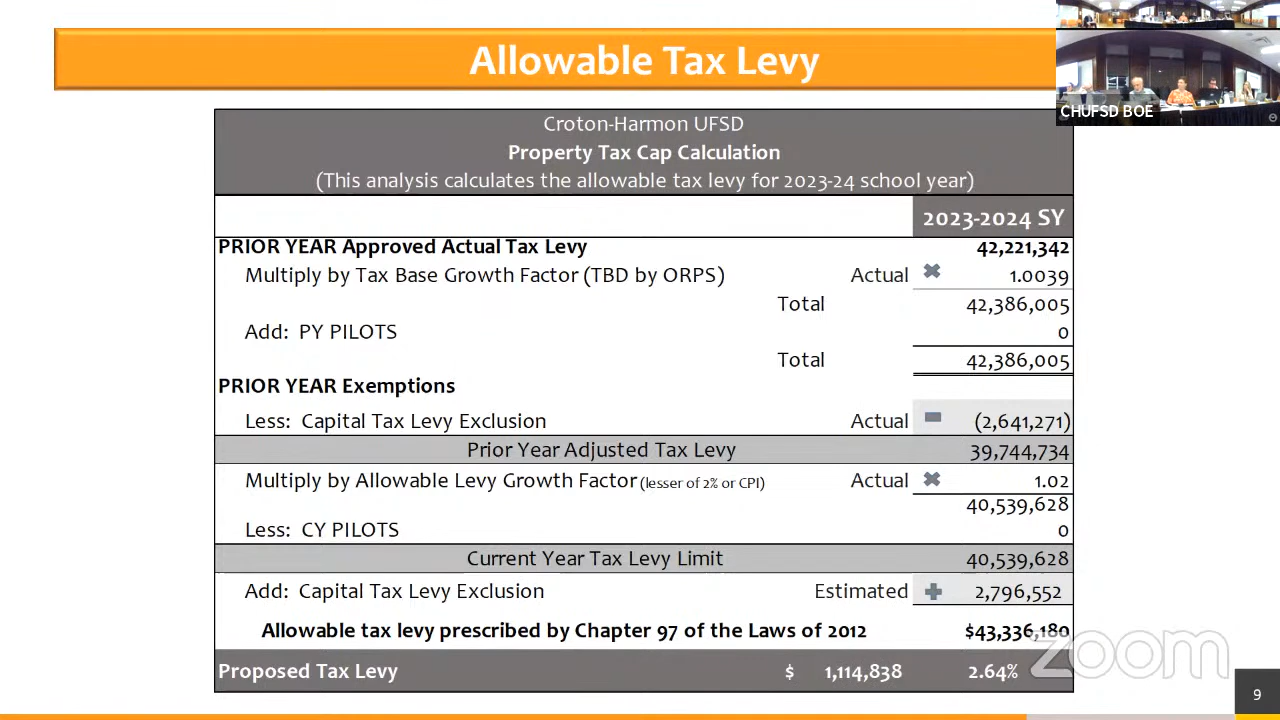 Allowable Tax Levy
CHUFSD BOE
Croton-Harmon UFSD
Property Tax Cap Calculation
(This analysis calculates the allowable tax levy for 2023-24 school year)
2023-2024 SY
PRIOR YEAR Approved Actual Tax Levy 42,221,342
Multiply by Tax Base Growth Factor (TBD by ORPS) Actual 1.0039
Total 42,386,005
Add: PY PILOTS 0
Total 42,386,005
PRIOR YEAR Exemptions
Less: Capital Tax Levy Exclusion Actual (2,641,271)
Prior Year Adjusted Tax Levy 39,744,734
Multiply by Allowable Levy Growth Factor (lesser of 2% or CPI) Actual 1.02
40,539,628
Less: CY PILOTS 0
Current Year Tax Levy Limit 40,539,628
Add: Capital Tax Levy Exclusion Estimated 2,796,552
Allowable tax levy prescribed by Chapter 97 of the Laws of 2012 $43,336,180
Proposed Tax Levy $ 1,114,838 2.64%
zoom
9